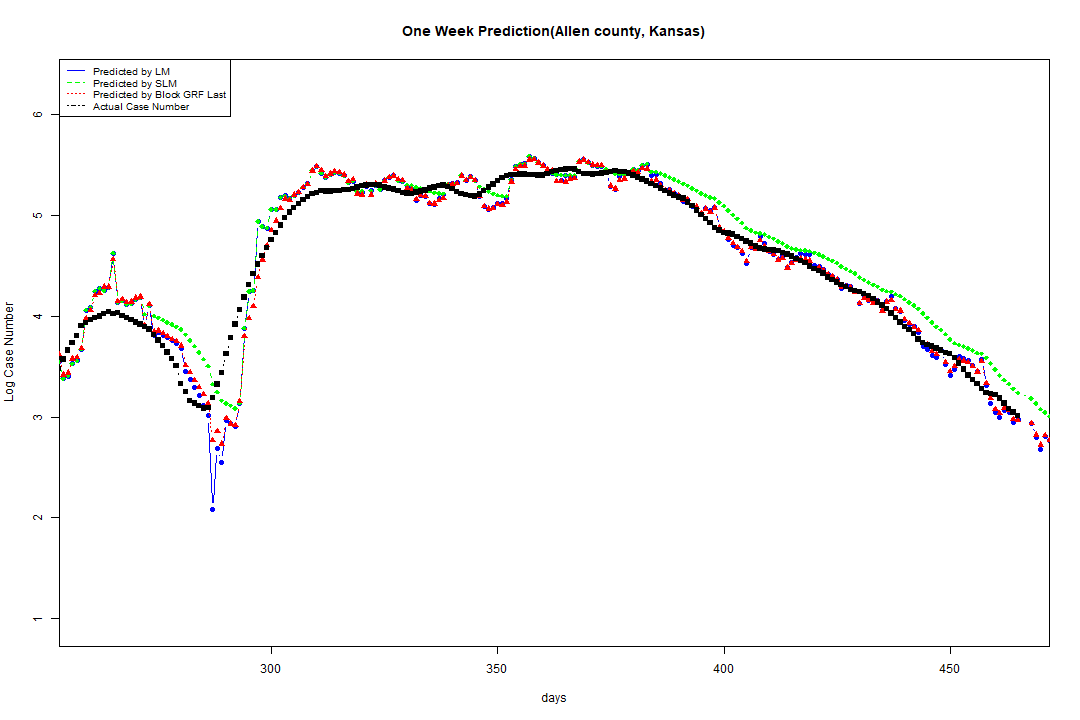 One Week Prediction(Allen county, Kansas)
Predicted by LM
Predicted by SLM
Predicted by Block GRF Last
Actual Case Number
Log Case Number
6
5
4
3
2
1
300
350
400
450
days